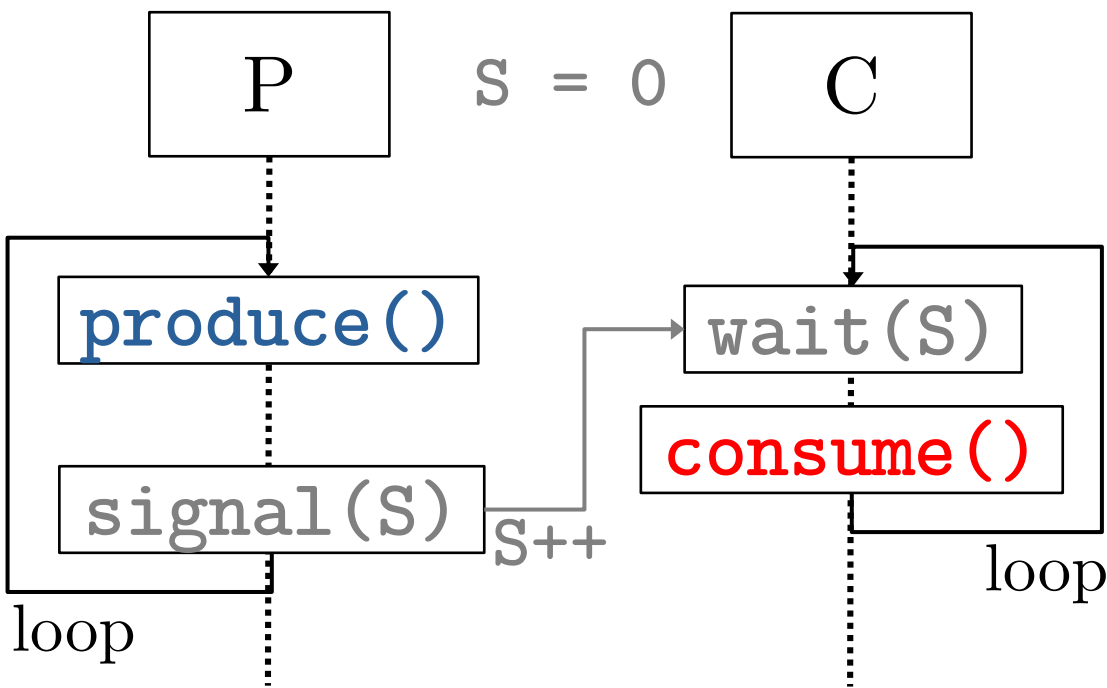 P
S = 0
C
produce()
wait(S)
consume()
signal(S)
S++
loop
loop